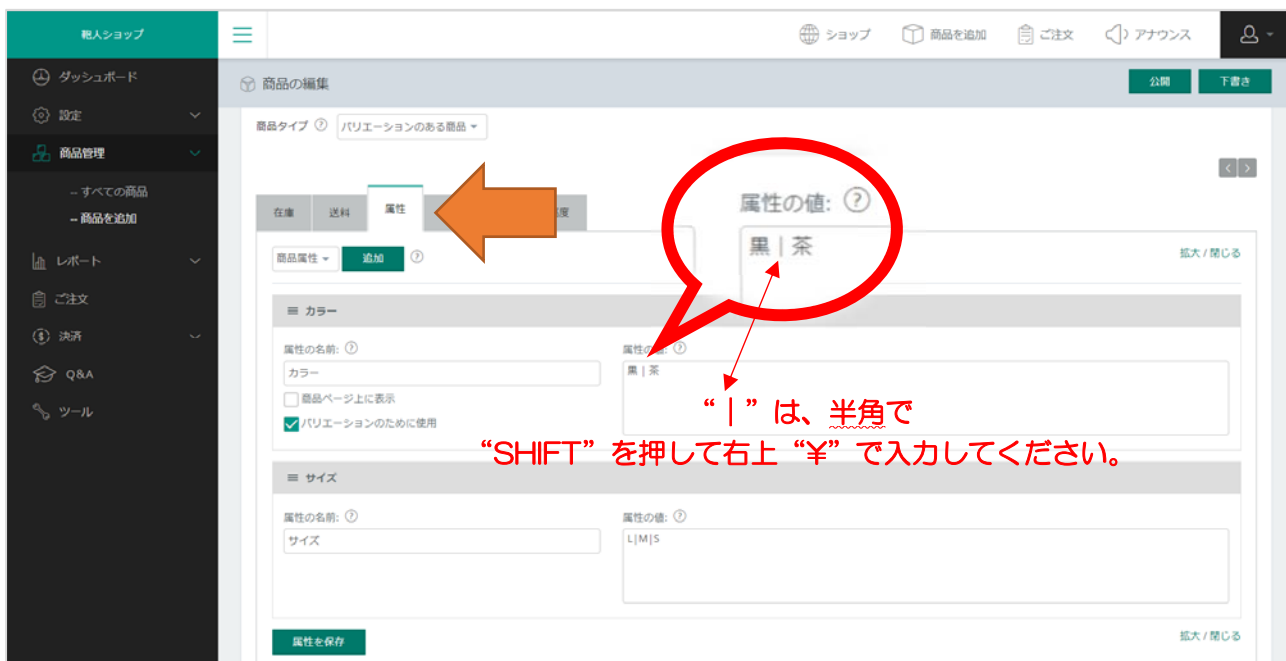 鞄人ショップ
ショップ
商品を追加
ご注文
アナウンス
ダッシュボード
設定
商品管理
-- すべての商品
-- 商品を追加
レポート
ご注文
決済
Q&A
ツール
商品の編集
公開
下書き
商品タイプ
バリエーションのある商品
在庫
送料
属性
度
属性の値:
黒 | 茶
商品属性
追加
拡大 / 閉じる
カラー
属性の名前:
属性の値:
カラー
黒 | 茶
商品ページ上に表示
バリエーションのために使用
“|”は、半角で
“SHIFT”を押して右上“¥”で入力してください。
サイズ
属性の名前:
属性の値:
サイズ
L|M|S
属性を保存
拡大 / 閉じる